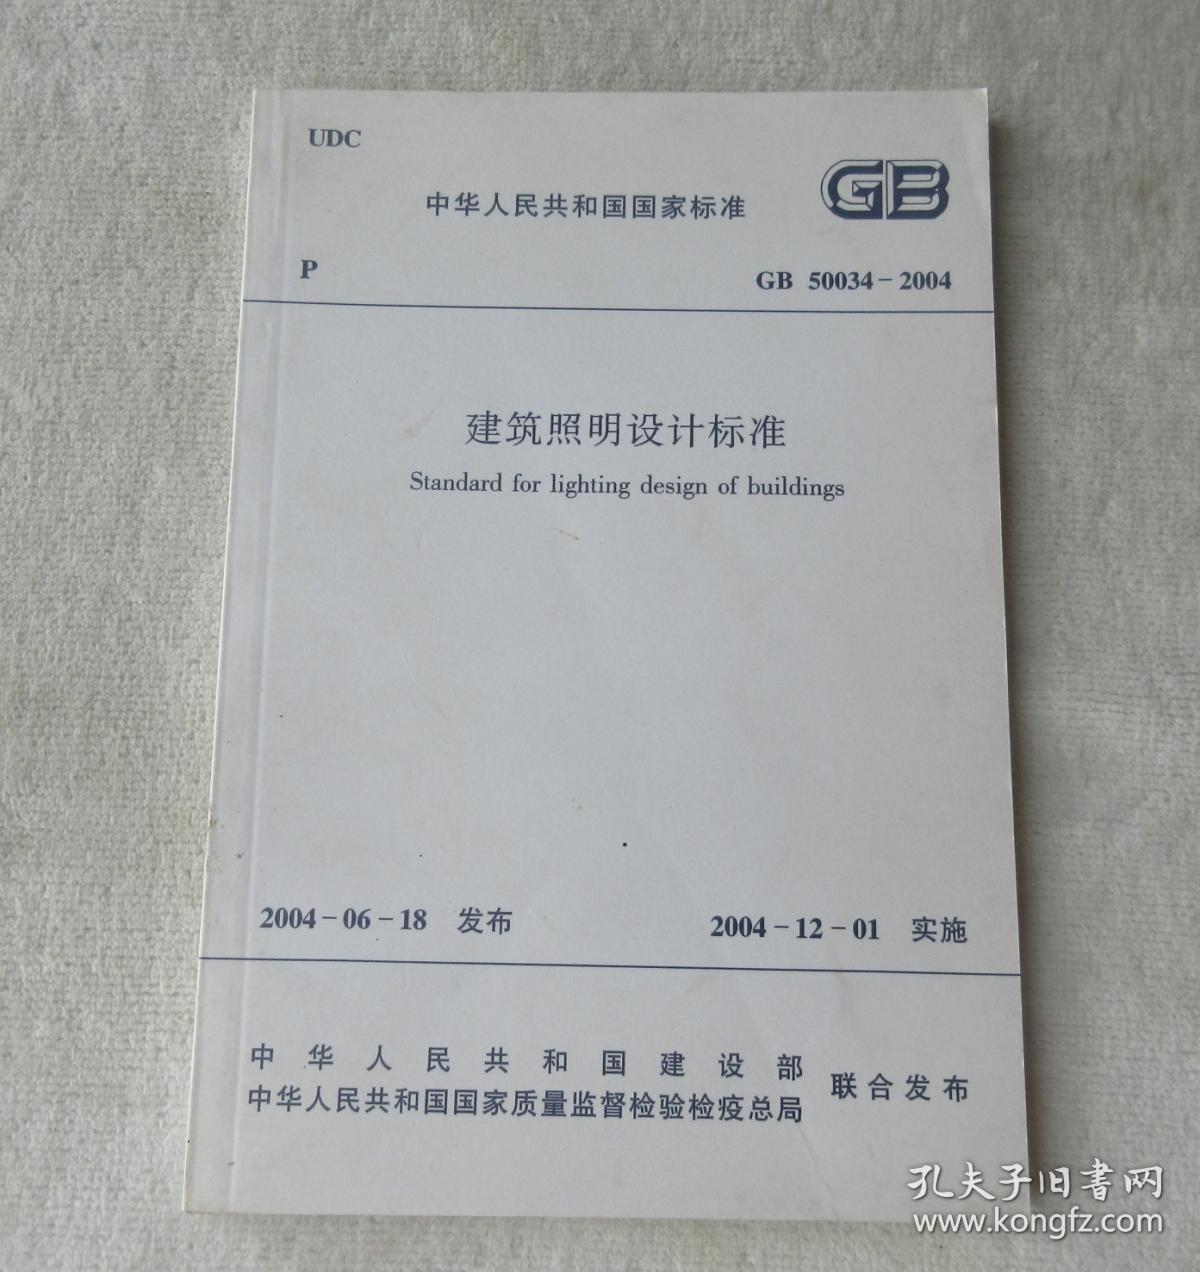 UDC
中华人民共和国国家标准
GB
P
GB 50034-2004
建筑照明设计标准
Standard for lighting design of buildings
2004-06-18 发布
2004-12-01 实施
中华人民共和国建设部
中华人民共和国国家质量监督检验检疫总局
联合发布
孔夫子旧書网
www.kongfz.com